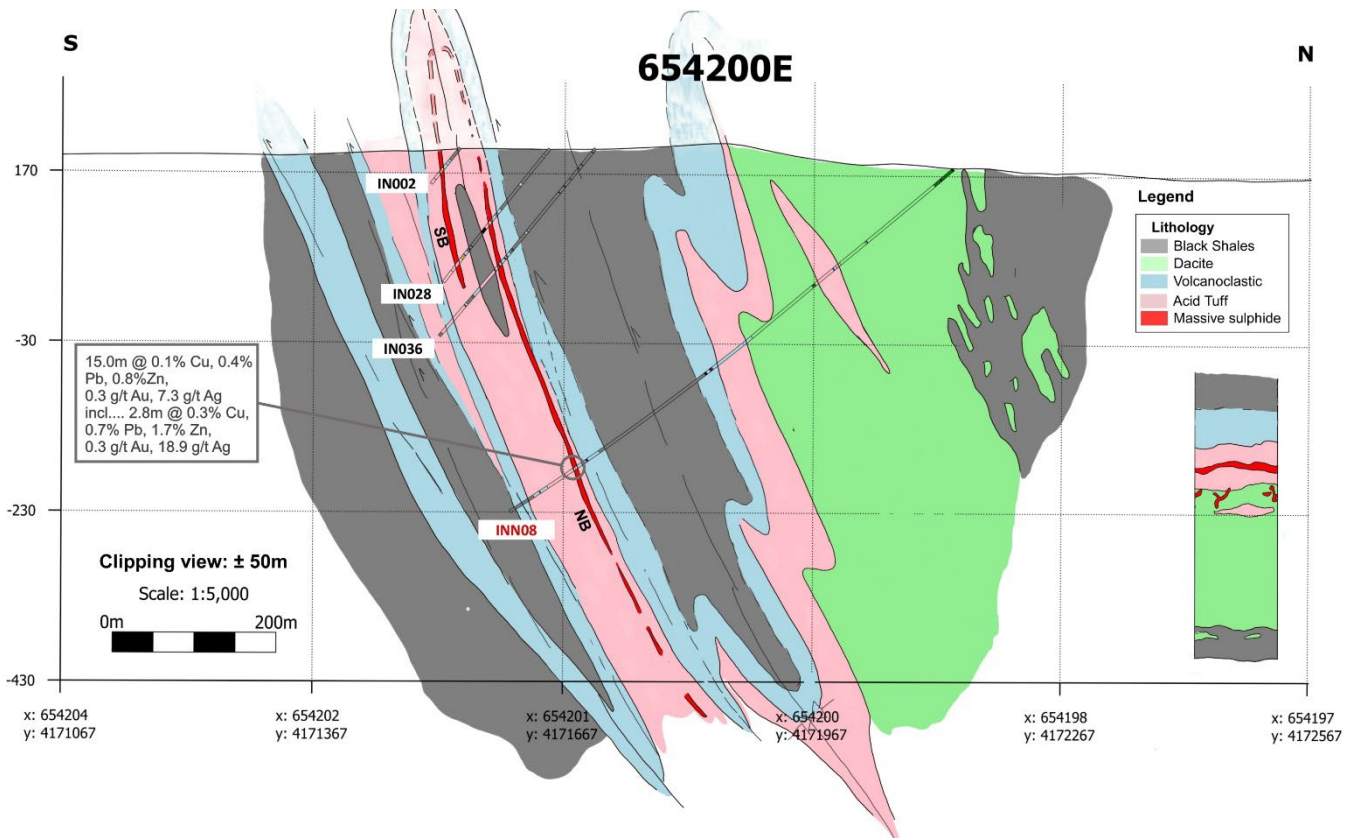 S
654200E
N
170
-30
-230
-430
IN002
SB
IN028
IN036
15.0m @ 0.1% Cu, 0.4%
Pb, 0.8%Zn,
0.3 g/t Au, 7.3 g/t Ag
incl.... 2.8m @ 0.3% Cu,
0.7% Pb, 1.7% Zn,
0.3 g/t Au, 18.9 g/t Ag
INN08
NB
Clipping view: ± 50m
Scale: 1:5,000
0m 200m
Legend
Lithology
Black Shales
Dacite
Volcanoclastic
Acid Tuff
Massive sulphide
x: 654204
y: 4171067
x: 654202
y: 4171367
x: 654201
y: 4171667
x: 654200
y: 4171967
x: 654198
y: 4172267
x: 654197
y: 4172567